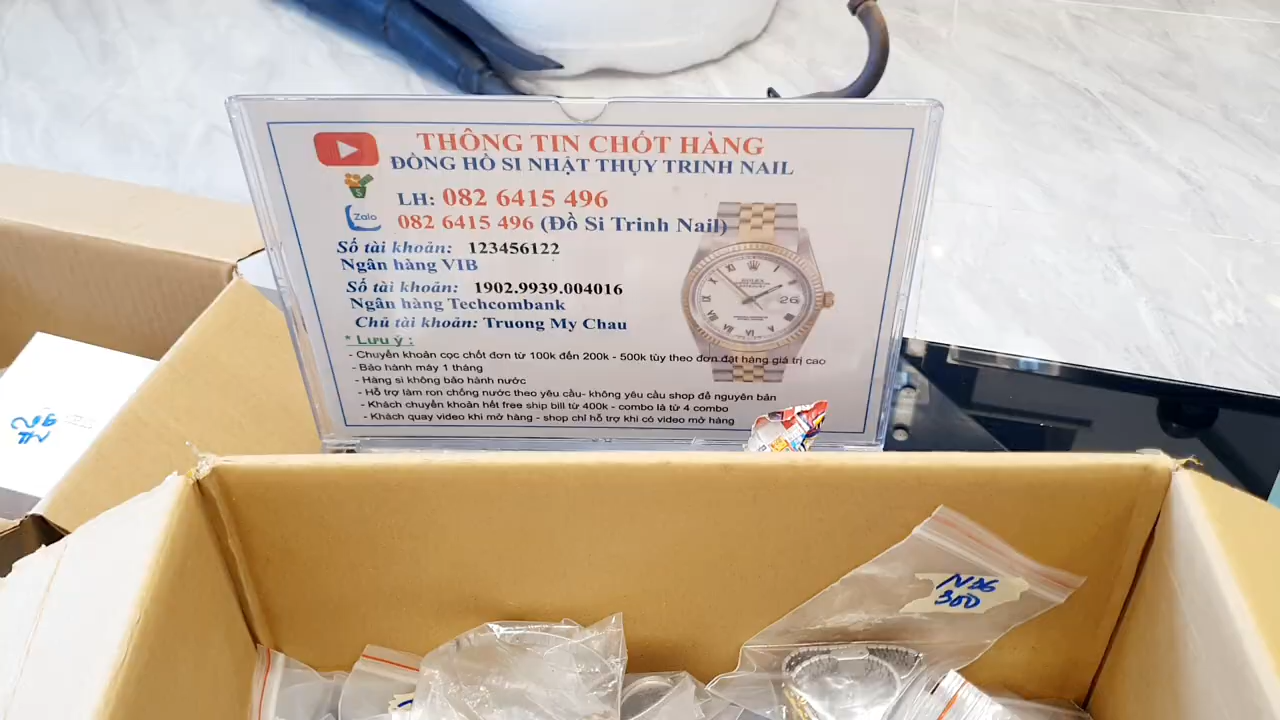 THÔNG TIN CHỐT HÀNG
ĐỒNG HỒ SI NHẬT THỤY TRINH NAIL
LH: 082 6415 496
Zalo
082 6415 496 (Đồ Si Trinh Nail)
Số tài khoản: 123456122
Ngân hàng VIB
Số tài khoản: 1902.9939.004016
Ngân hàng Techcombank
Chủ tài khoản: Truong My Chau
* Lưu ý :
- Chuyển khoản cọc chốt đơn từ 100k đến 200k - 500k tùy theo đơn đặt hàng giá trị cao
- Bảo hành máy 1 tháng
- Hàng si không bảo hành nước
- Hỗ trợ làm ron chống nước theo yêu cầu- không yêu cầu shop để nguyên bản
- Khách chuyển khoản hết free ship bill từ 400k - combo là từ 4 combo
- Khách quay video khi mở hàng - shop chỉ hỗ trợ khi có video mở hàng
ROLEX
26
N26
300